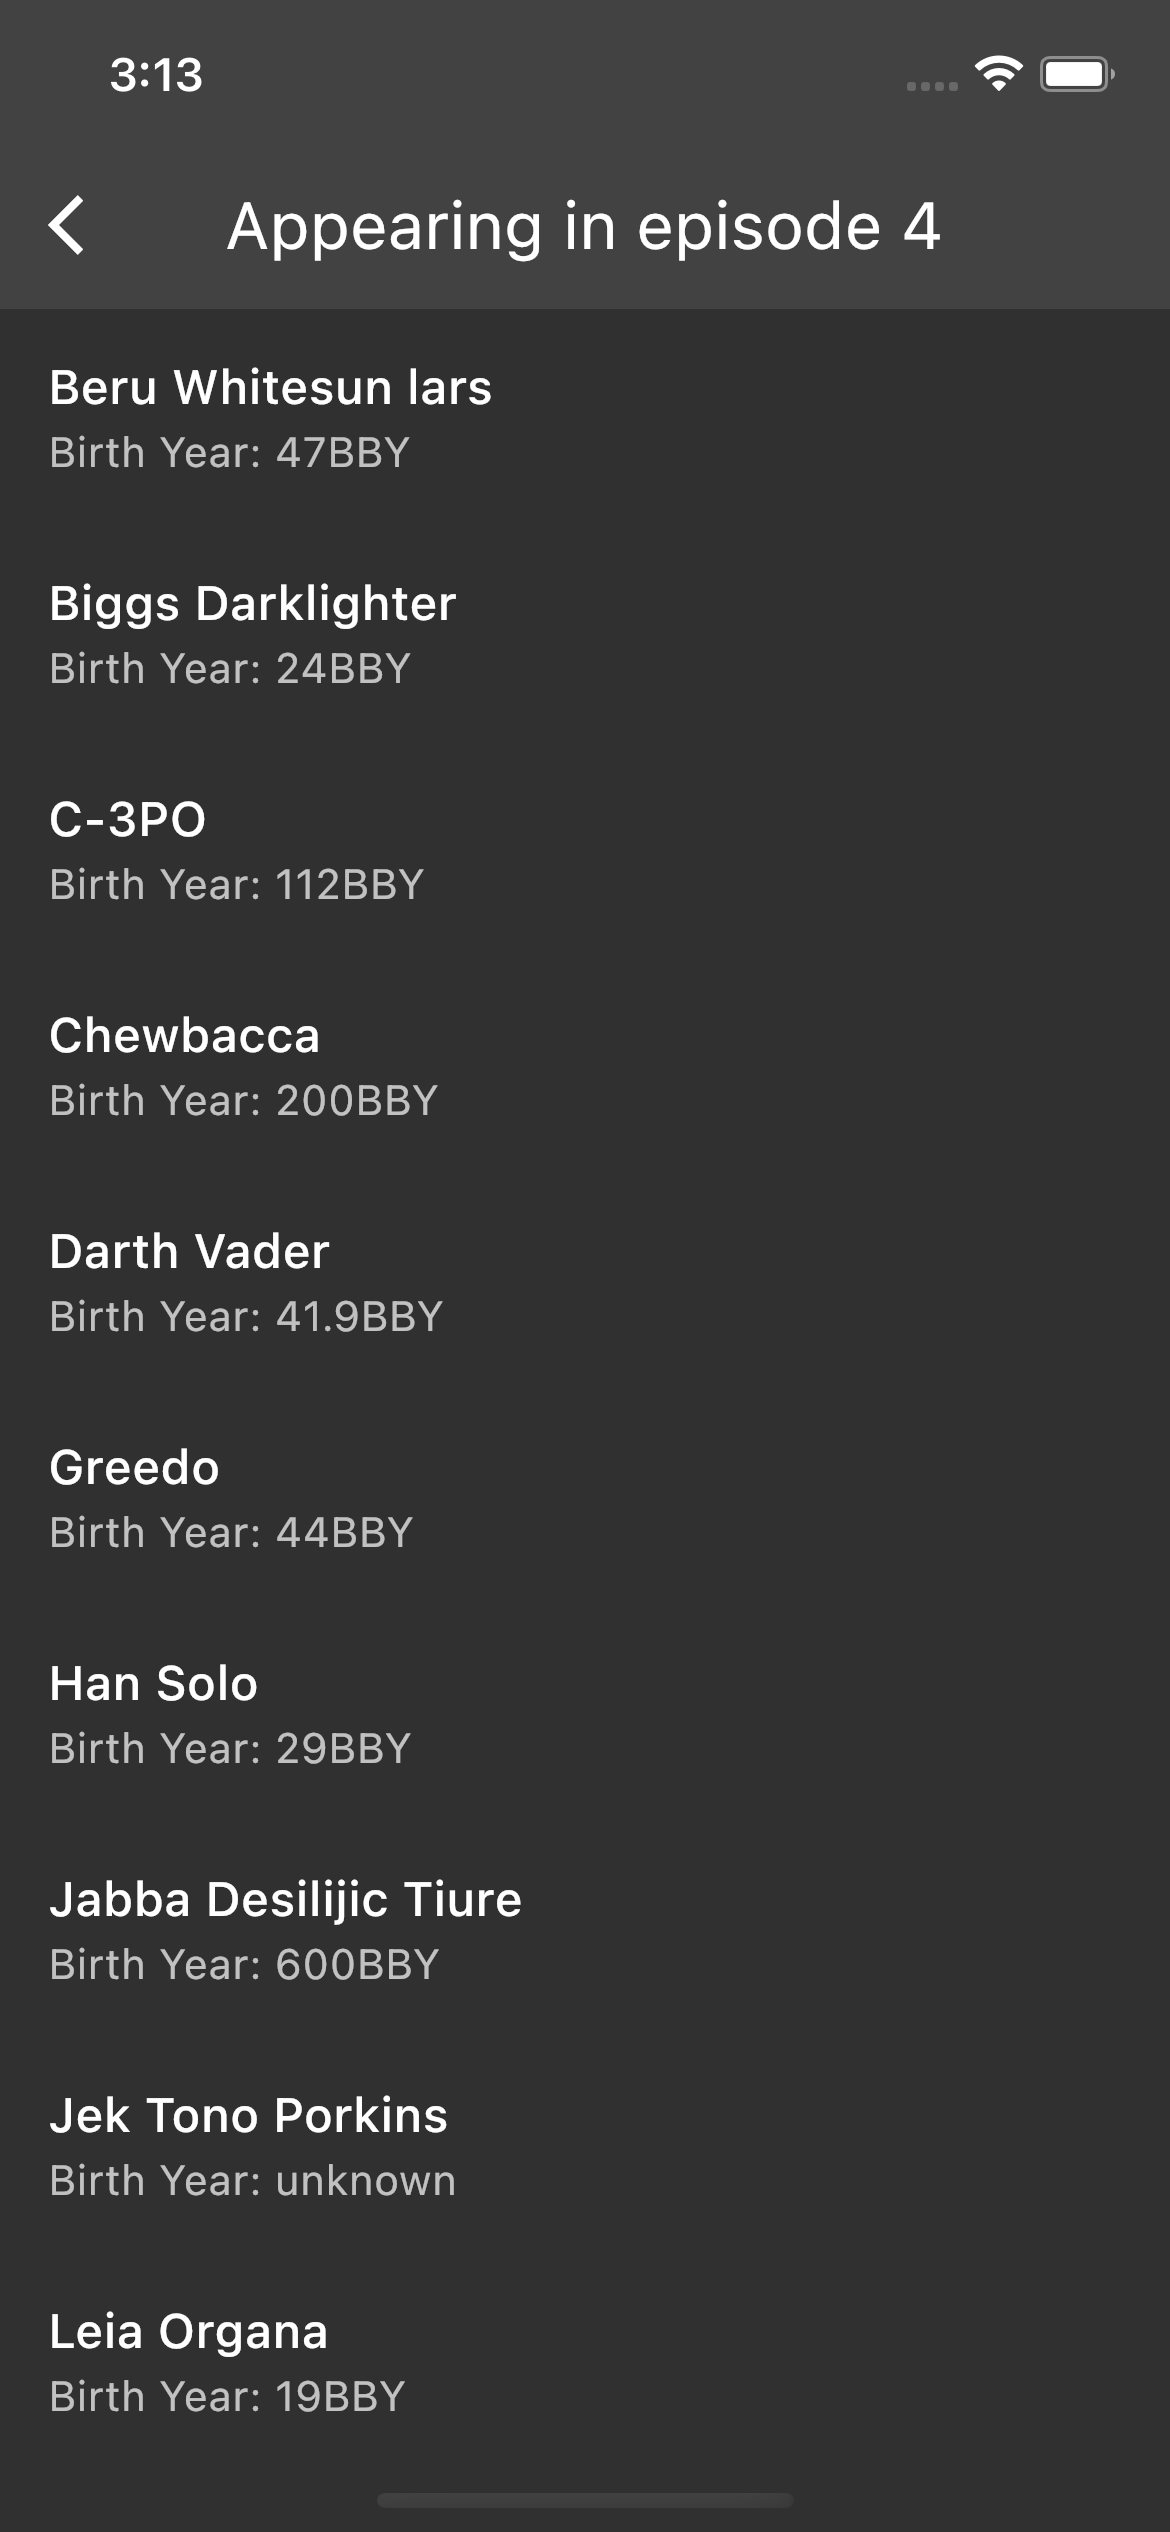 3:13
Appearing in episode 4
Beru Whitesun lars
Birth Year: 47BBY
Biggs Darklighter
Birth Year: 24BBY
C-3PO
Birth Year: 112BBY
Chewbacca
Birth Year: 200BBY
Darth Vader
Birth Year: 41.9BBY
Greedo
Birth Year: 44BBY
Han Solo
Birth Year: 29BBY
Jabba Desilijic Tiure
Birth Year: 600BBY
Jek Tono Porkins
Birth Year: unknown
Leia Organa
Birth Year: 19BBY